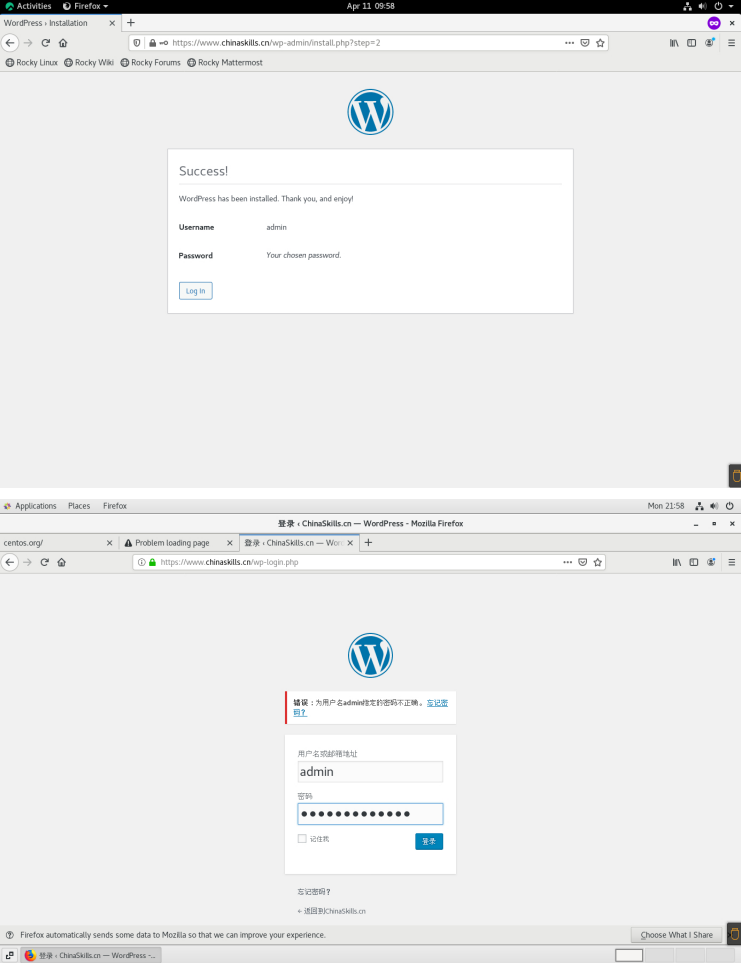 Activities Firefox Apr 11 09:58
WordPress › Installation
https://www.chinaskills.cn/wp-admin/install.php?step=2
Rocky Linux Rocky Wiki Rocky Forums Rocky Mattermost
Success!
WordPress has been installed. Thank you, and enjoy!
Username admin
Password Your chosen password.
Log In
Applications Places Firefox Mon 21:58
登录 ‹ ChinaSkills.cn — WordPress - Mozilla Firefox
centos.org/ Problem loading page 登录 ‹ ChinaSkills.cn — Wor
https://www.chinaskills.cn/wp-login.php
错误：为用户名admin指定的密码不正确。忘记密
码？
用户名或邮箱地址
admin
密码
记住我 登录
忘记密码？
← 返回到ChinaSkills.cn
Firefox automatically sends some data to Mozilla so that we can improve your experience. Choose What I Share
登录 ‹ ChinaSkills.cn — WordPress -...